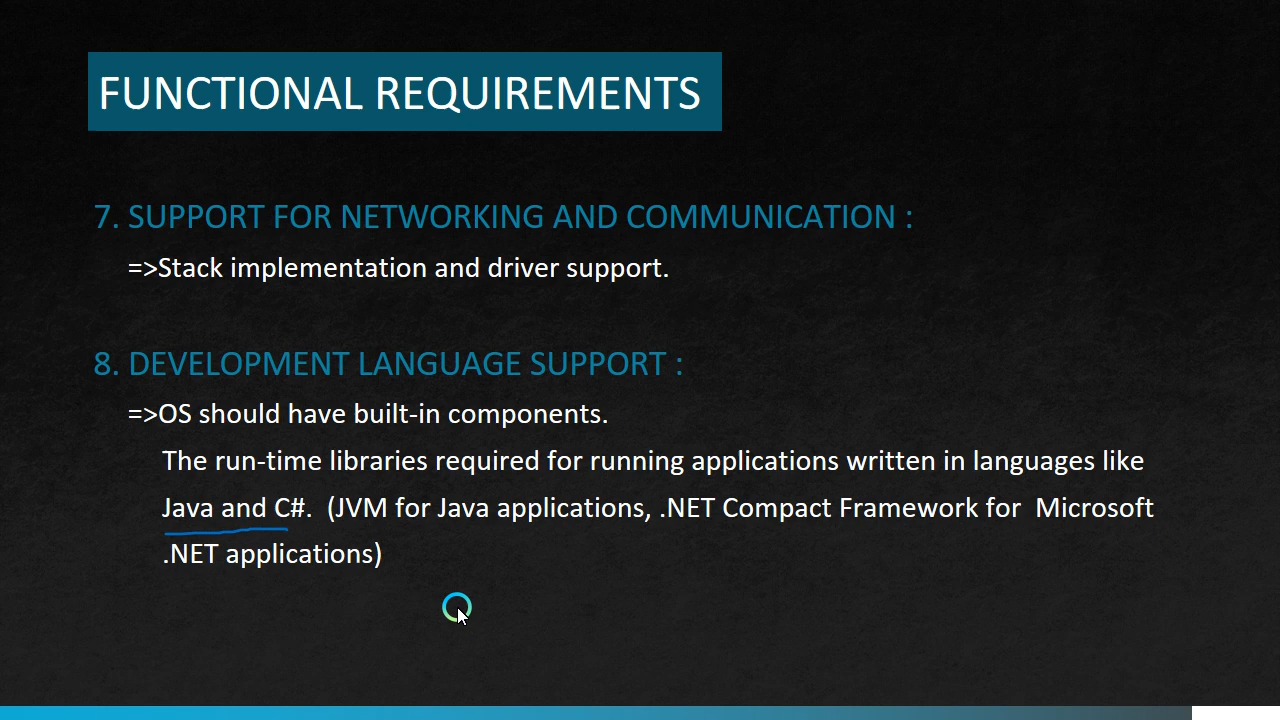 FUNCTIONAL REQUIREMENTS
7. SUPPORT FOR NETWORKING AND COMMUNICATION :
=>Stack implementation and driver support.
8. DEVELOPMENT LANGUAGE SUPPORT :
=>OS should have built-in components.
The run-time libraries required for running applications written in languages like
Java and C#.  (JVM for Java applications, .NET Compact Framework for  Microsoft
.NET applications)